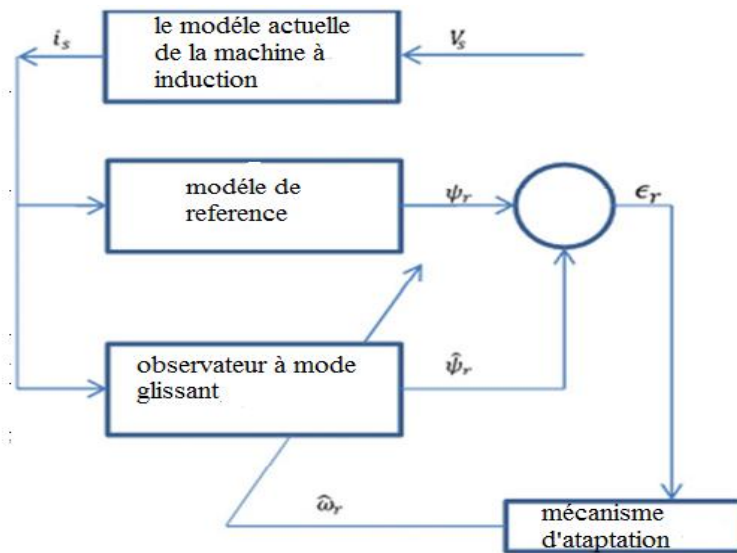 le modéle actuelle
de la machine à
induction
i_s
V_s
modéle de
reference
ψ_r
ϵ_r
observateur à mode
glissant
ψ̂_r
ω̂_r
mécanisme
d'ataptation